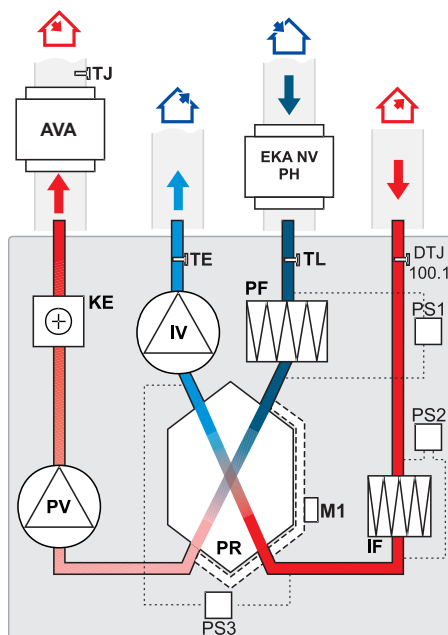 TJ
AVA
EKA NV
PH
TE
TL
DTJ
100.1
KE
IV
PF
PS1
PS2
PV
M1
PR
IF
PS3